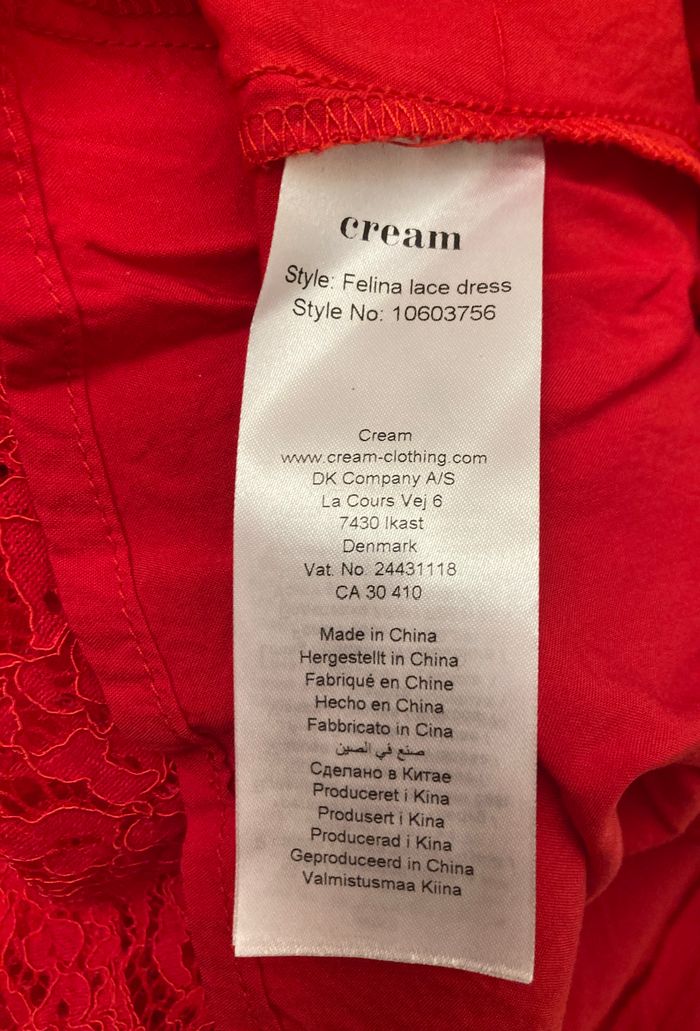 cream
Style: Felina lace dress
Style No: 10603756
Cream
www.cream-clothing.com
DK Company A/S
La Cours Vej 6
7430 Ikast
Denmark
Vat. No. 24431118
CA 30 410
Made in China
Hergestellt in China
Fabriqué en Chine
Hecho en China
Fabbricato in Cina
صنع في الصين
Сделано в Китае
Produceret i Kina
Produsert i Kina
Producerad i Kina
Geproduceerd in China
Valmistusmaa Kiina